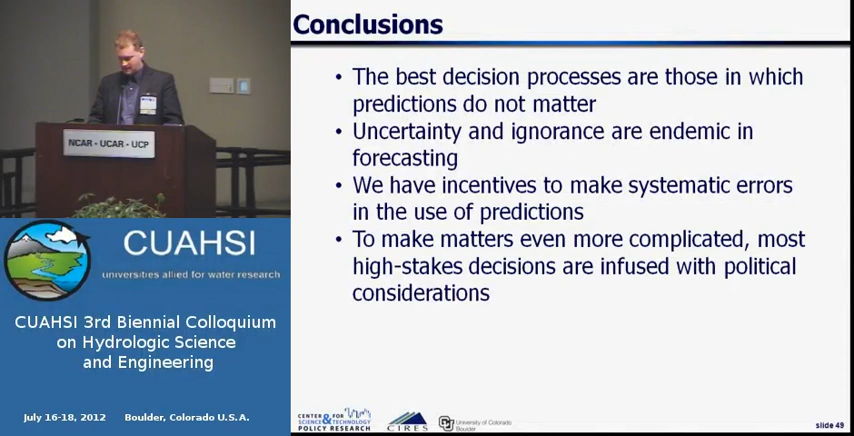 NCAR • UCAR • UCP
CUAHSI
universities allied for water research
CUAHSI 3rd Biennial Colloquium
on Hydrologic Science
and Engineering
July 16-18, 2012 Boulder, Colorado U.S.A.
Conclusions
• The best decision processes are those in which
predictions do not matter
• Uncertainty and ignorance are endemic in
forecasting
• We have incentives to make systematic errors
in the use of predictions
• To make matters even more complicated, most
high-stakes decisions are infused with political
considerations
CENTER FOR
SCIENCE & TECHNOLOGY
POLICY RESEARCH
CIRES
CU
University of Colorado
Boulder
slide 49